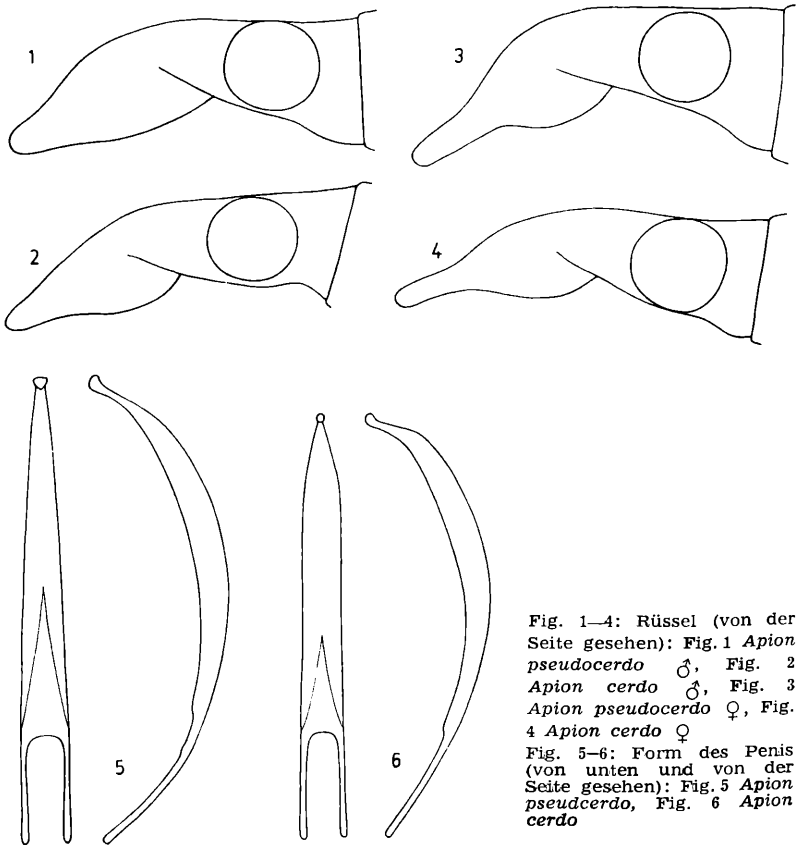 1
3
2
4
5
6
Fig. 1—4: Rüssel (von der
Seite gesehen): Fig. 1 Apion
pseudocerdo ♂, Fig. 2
Apion cerdo ♂, Fig. 3
Apion pseudocerdo ♀, Fig.
4 Apion cerdo ♀
Fig. 5—6: Form des Penis
(von unten und von der
Seite gesehen): Fig. 5 Apion
pseudcerdo, Fig. 6 Apion
cerdo